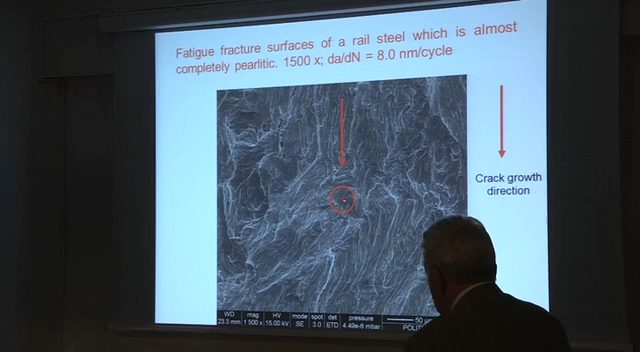 Fatigue fracture surfaces of a rail steel which is almost
completely pearlitic. 1500 x; da/dN = 8.0 nm/cycle
Crack growth
direction
WD mag HV mode spot det pressure
23.3 mm 1 500 x 15.00 kV SE 3.0 ETD 4.49e-6 mbar
50
POLIT